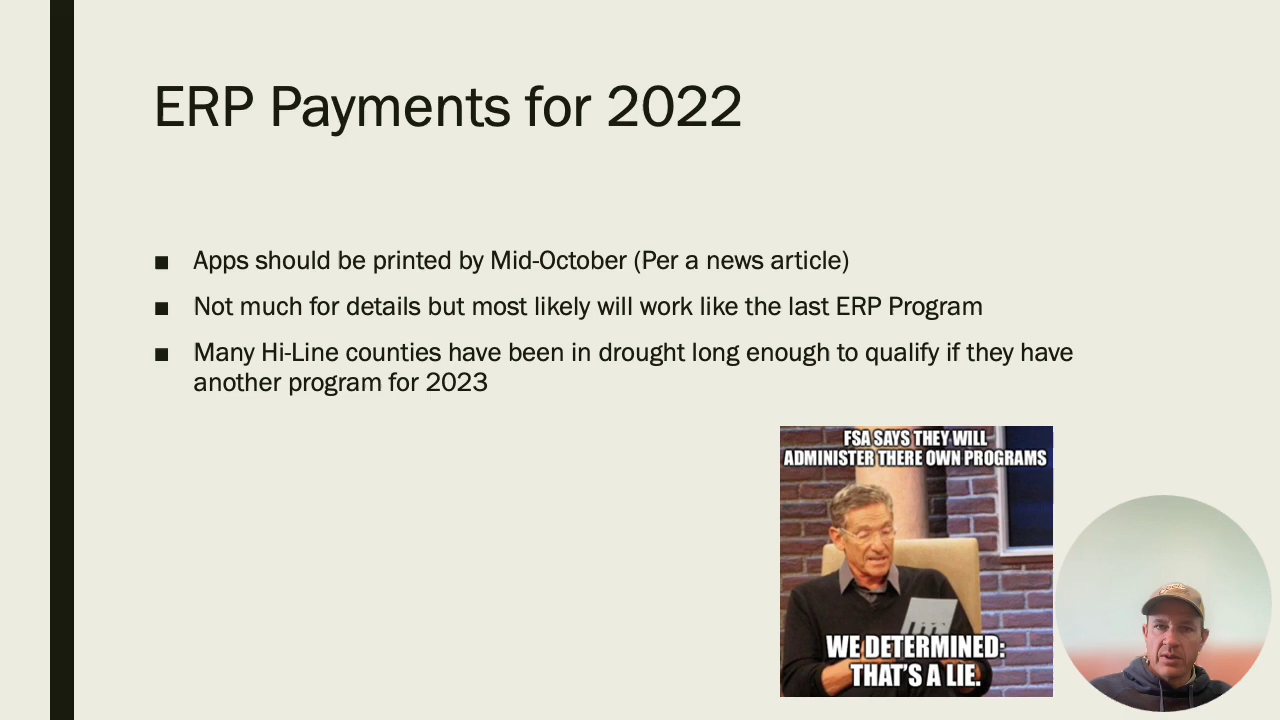 ERP Payments for 2022
■ Apps should be printed by Mid-October (Per a news article)
■ Not much for details but most likely will work like the last ERP Program
■ Many Hi-Line counties have been in drought long enough to qualify if they have
another program for 2023
FSA SAYS THEY WILL
ADMINISTER THERE OWN PROGRAMS
WE DETERMINED:
THAT'S A LIE.